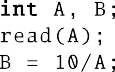 int A, B;
read(A);
B = 10/A;